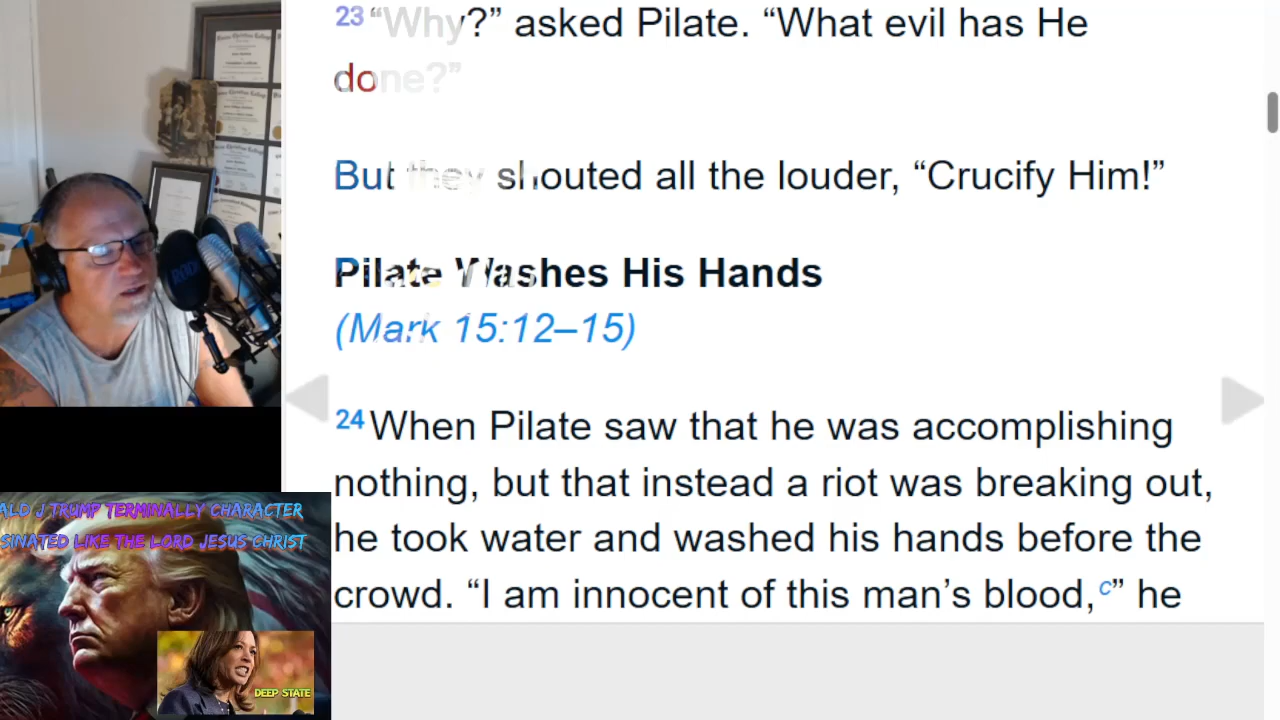 23 “Why?” asked Pilate. “What evil has He
done?”
But they shouted all the louder, “Crucify Him!”
Pilate Washes His Hands
(Mark 15:12–15)
24 When Pilate saw that he was accomplishing
nothing, but that instead a riot was breaking out,
he took water and washed his hands before the
crowd. “I am innocent of this man’s blood,c” he
ALD J TRUMP TERMINALLY CHARACTER
SINATED LIKE THE LORD JESUS CHRIST
DEEP STATE